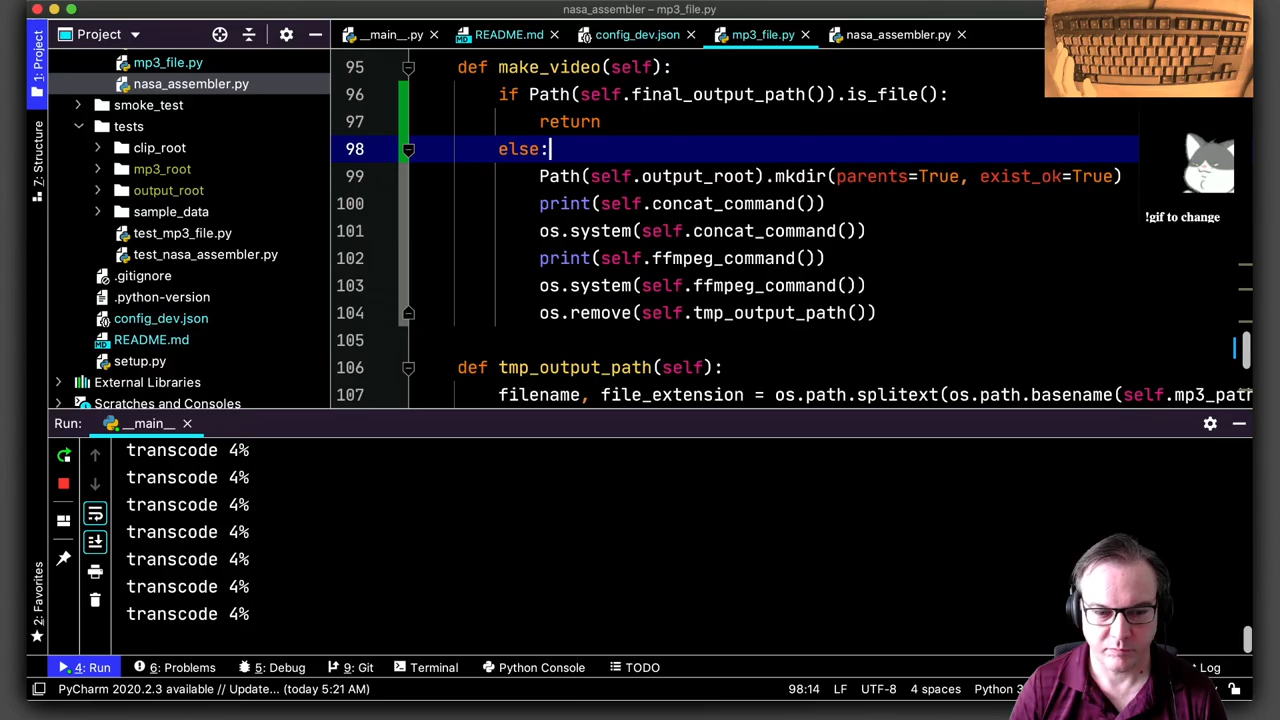 nasa_assembler – mp3_file.py
Project
__main__.py
README.md
config_dev.json
mp3_file.py
nasa_assembler.py
1: Project
7: Structure
2: Favorites
mp3_file.py
nasa_assembler.py
smoke_test
tests
clip_root
mp3_root
output_root
sample_data
test_mp3_file.py
test_nasa_assembler.py
.gitignore
.python-version
config_dev.json
README.md
setup.py
External Libraries
Scratches and Consoles
95 def make_video(self):
96 if Path(self.final_output_path()).is_file():
97 return
98 else:
99 Path(self.output_root).mkdir(parents=True, exist_ok=True)
100 print(self.concat_command())
101 os.system(self.concat_command())
102 print(self.ffmpeg_command())
103 os.system(self.ffmpeg_command())
104 os.remove(self.tmp_output_path())
105
106 def tmp_output_path(self):
107 filename, file_extension = os.path.splitext(os.path.basename(self.mp3_path
!gif to change
Run: __main__
transcode 4%
transcode 4%
transcode 4%
transcode 4%
transcode 4%
transcode 4%
transcode 4%
4: Run
6: Problems
5: Debug
9: Git
Terminal
Python Console
TODO
Log
PyCharm 2020.2.3 available // Update... (today 5:21 AM)
98:14 LF UTF-8 4 spaces Python 3